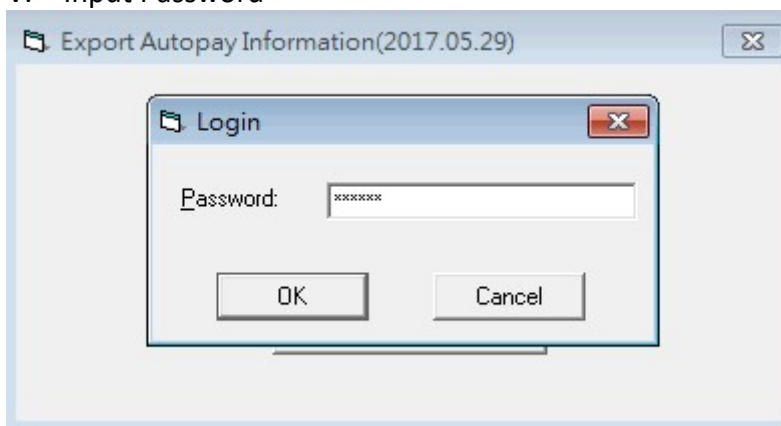 Input Password
Export Autopay Information(2017.05.29)
Login
Password: ******
OK
Cancel